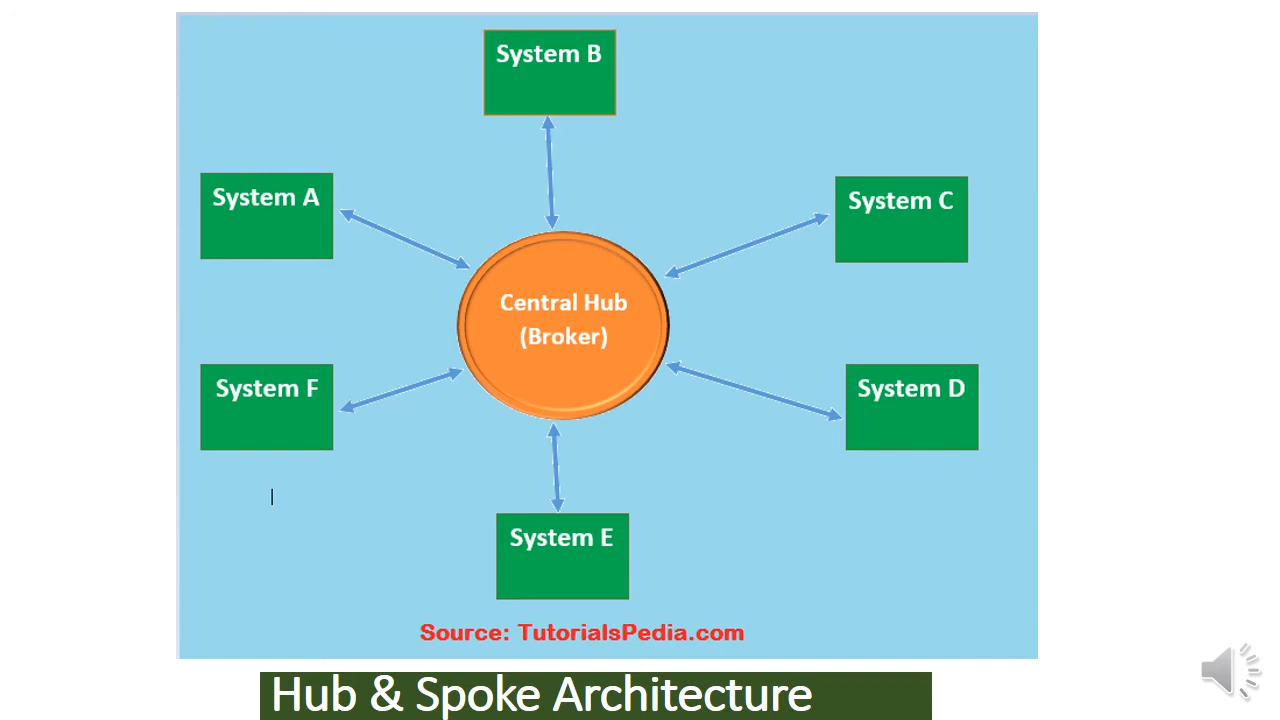 System B
System A
System C
Central Hub
(Broker)
System F
System D
System E
Source: TutorialsPedia.com
Hub & Spoke Architecture